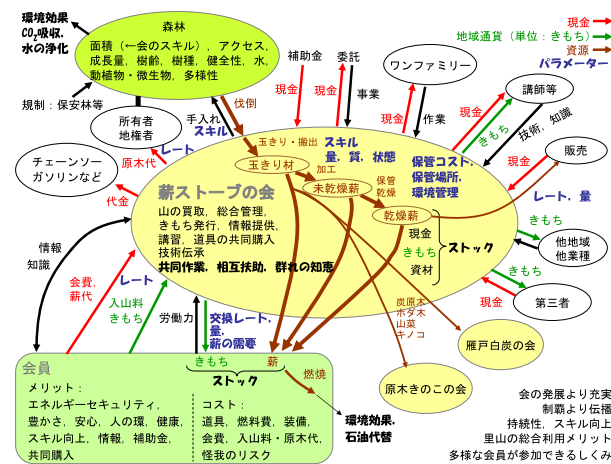 環境効果
CO₂吸収,
水の浄化
規制：保安林等
森林
面積（←会のスキル），アクセス,
成長量，樹齢，樹種，健全性，水,
動植物・微生物，多様性
現金
地域通貨（単位：きもち）
資源
パラメーター
補助金
現金
委託
現金
事業
ワンファミリー
現金
作業
講師等
現金
きもち
技術，知識
販売
現金
レート，量
伐倒
手入れ
スキル
所有者
地権者
レート
原木代
チェーンソー
ガソリンなど
代金
玉きり・搬出
玉きり材
スキル
量，質，状態
加工
未乾燥薪
保管
乾燥
乾燥薪
保管コスト,
保管場所,
環境管理
薪ストーブの会
山の買取，総合管理,
きもち発行，情報提供,
講習，道具の共同購入
技術伝承
共同作業，相互扶助，群れの知恵
現金
きもち
資材
ストック
きもち
他地域
他業種
きもち
現金
第三者
情報
知識
会費,
薪代
レート
入山料
きもち
労働力
交換レート,
量,
薪の需要
きもち
薪
ストック
燃焼
環境効果,
石油代替
炭原木
ホダ木
山菜
キノコ
雁戸白炭の会
原木きのこの会
会員
メリット：
エネルギーセキュリティ,
豊かさ，安心，人の環，健康,
スキル向上，情報，補助金,
共同購入
コスト：
道具，燃料費，装備,
会費，入山料・原木代,
怪我のリスク
会の発展より充実
制覇より伝播
持続性，スキル向上
里山の総合利用メリット
多様な会員が参加できるしくみ